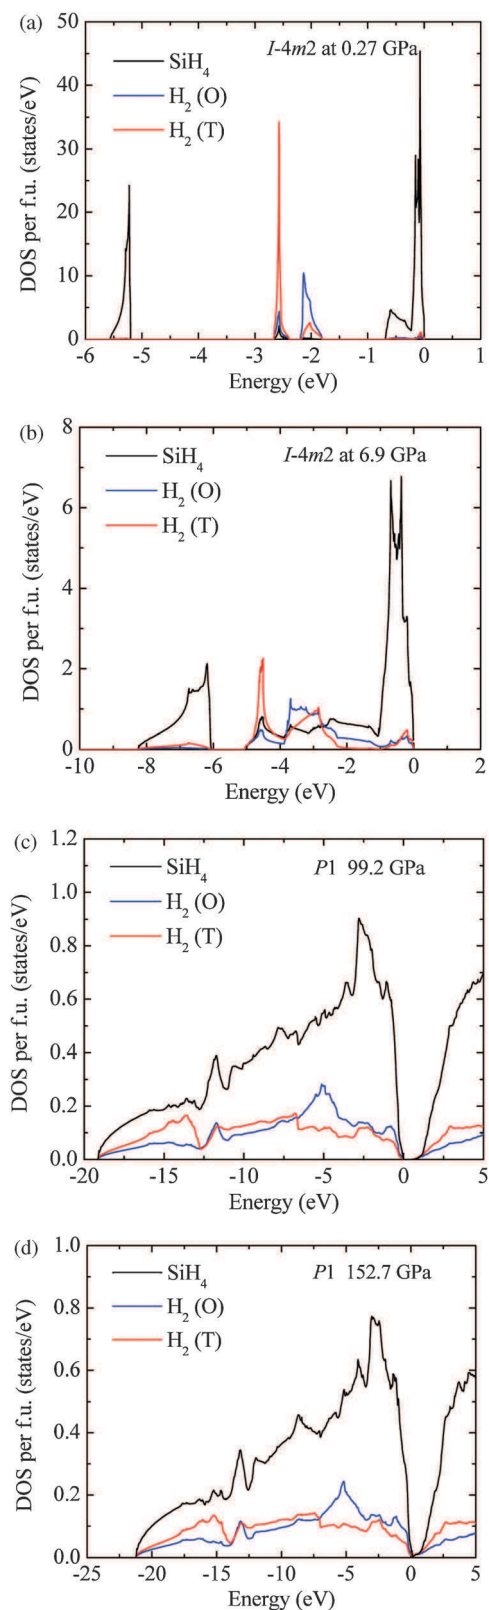 (a)
I-4m2 at 0.27 GPa
SiH4
H2 (O)
H2 (T)
DOS per f.u. (states/eV)
50
40
30
20
10
0
-6 -5 -4 -3 -2 -1 0 1
Energy (eV)
(b)
I-4m2 at 6.9 GPa
SiH4
H2 (O)
H2 (T)
DOS per f.u. (states/eV)
8
6
4
2
0
-10 -8 -6 -4 -2 0 2
Energy (eV)
(c)
P1 99.2 GPa
SiH4
H2 (O)
H2 (T)
DOS per f.u. (states/eV)
1.2
1.0
0.8
0.6
0.4
0.2
0.0
-20 -15 -10 -5 0 5
Energy (eV)
(d)
P1 152.7 GPa
SiH4
H2 (O)
H2 (T)
DOS per f.u. (states/eV)
1.0
0.8
0.6
0.4
0.2
0.0
-25 -20 -15 -10 -5 0 5
Energy (eV)